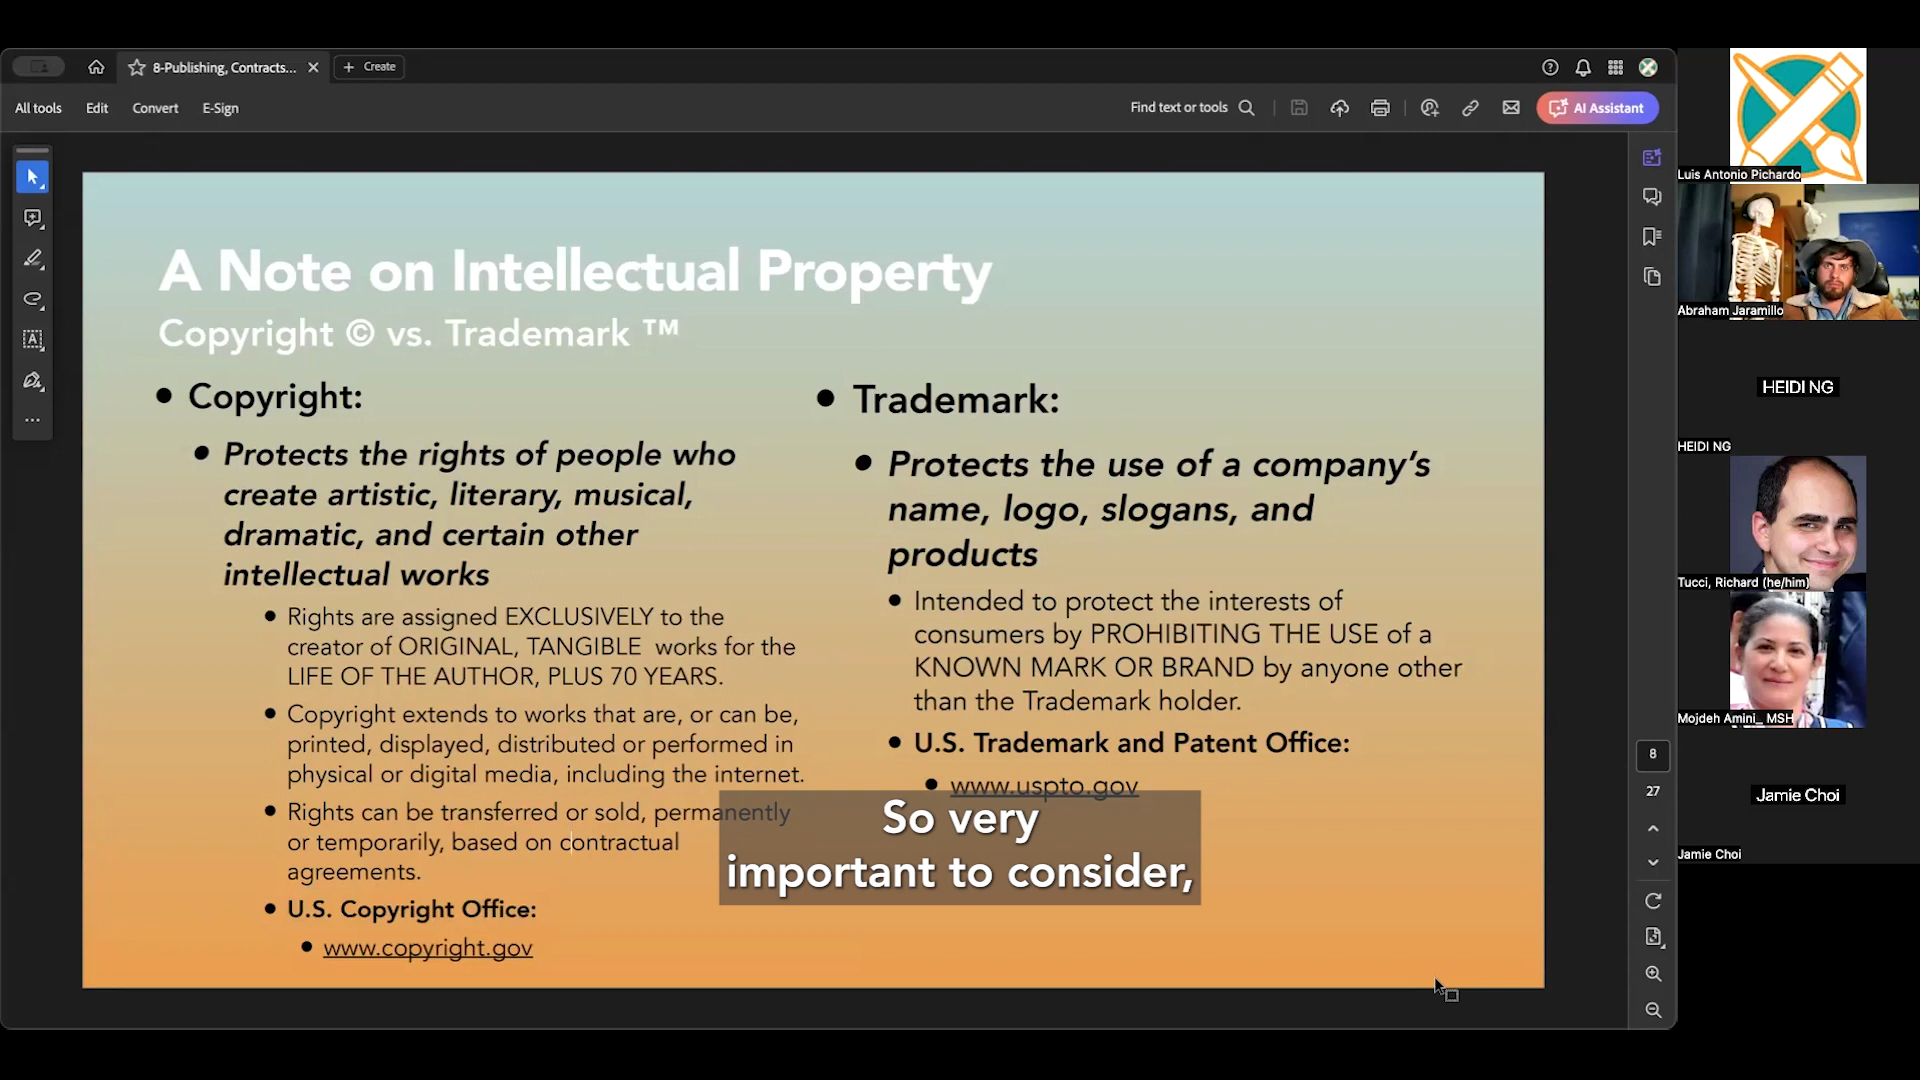 8-Publishing, Contracts...
Create
All tools
Edit
Convert
E-Sign
Find text or tools
AI Assistant
A Note on Intellectual Property
Copyright © vs. Trademark ™
• Copyright:
• Protects the rights of people who
create artistic, literary, musical,
dramatic, and certain other
intellectual works
• Rights are assigned EXCLUSIVELY to the
creator of ORIGINAL, TANGIBLE works for the
LIFE OF THE AUTHOR, PLUS 70 YEARS.
• Copyright extends to works that are, or can be,
printed, displayed, distributed or performed in
physical or digital media, including the internet.
• Rights can be transferred or sold, permanently
or temporarily, based on contractual
agreements.
• U.S. Copyright Office:
• www.copyright.gov
• Trademark:
• Protects the use of a company's
name, logo, slogans, and
products
• Intended to protect the interests of
consumers by PROHIBITING THE USE of a
KNOWN MARK OR BRAND by anyone other
than the Trademark holder.
• U.S. Trademark and Patent Office:
• www.uspto.gov
So very
important to consider,
8
27
Luis Antonio Pichardo
Abraham Jaramillo
HEIDI NG
HEIDI NG
Tucci, Richard (he/him)
Mojdeh Amini_ MSH
Jamie Choi
Jamie Choi